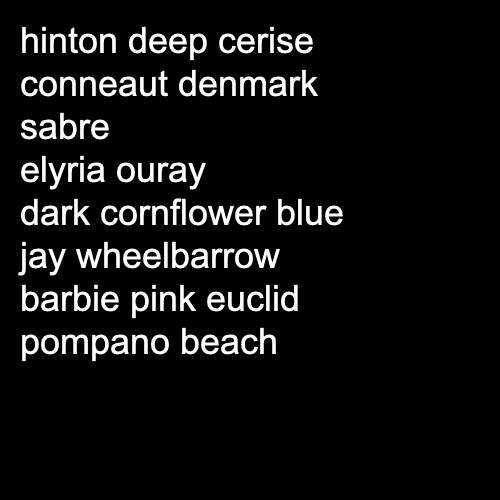 hinton deep cerise
conneaut denmark
sabre
elyria ouray
dark cornflower blue
jay wheelbarrow
barbie pink euclid
pompano beach